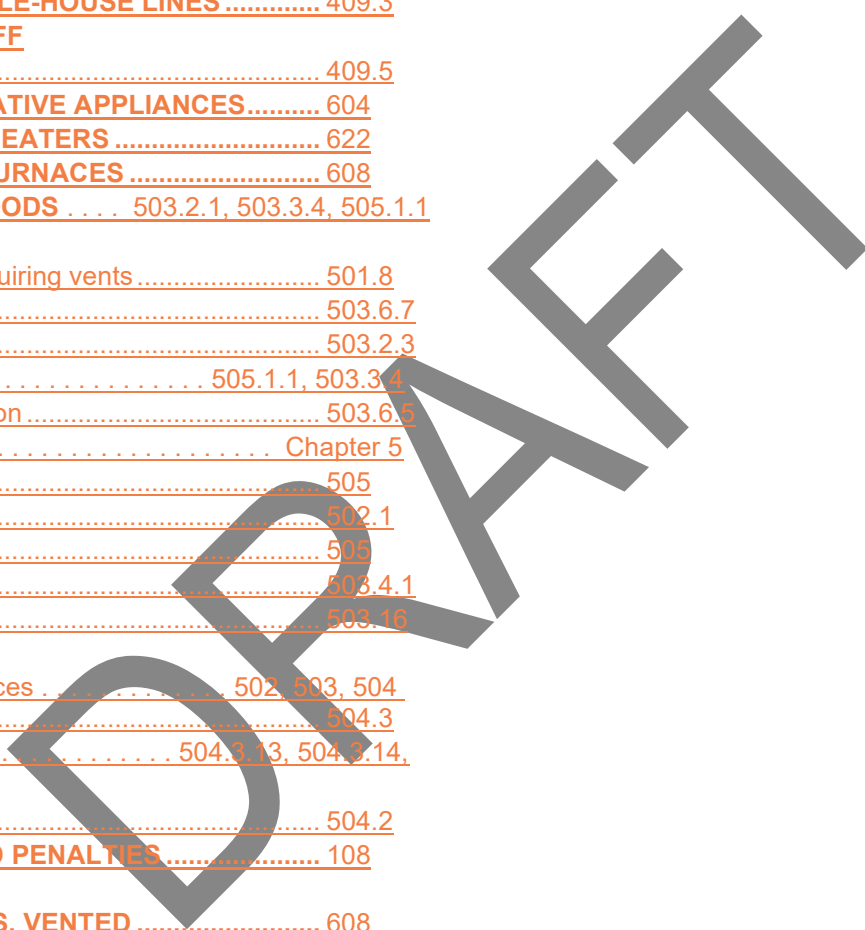 LE-HOUSE LINES ............. 409.3
FF
............................................ 409.5
ATIVE APPLIANCES.......... 604
EATERS ............................ 622
URNACES .......................... 608
OODS . . . . 503.2.1, 503.3.4, 505.1.1
uiring vents ......................... 501.8
............................................ 503.6.7
............................................ 503.2.3
. . . . . . . . . . . . . . 505.1.1, 503.3.4
on ........................................ 503.6.5
. . . . . . . . . . . . . . . . . . . Chapter 5
............................................ 505
............................................ 502.1
............................................ 505
............................................ 503.4.1
............................................ 503.16
ces . . . . . . . . . . . . . 502, 503, 504
............................................ 504.3
. . . . . . . . . . . . 504.3.13, 504.3.14,
............................................ 504.2
D PENALTIES ..................... 108
S, VENTED ......................... 608
DRAFT